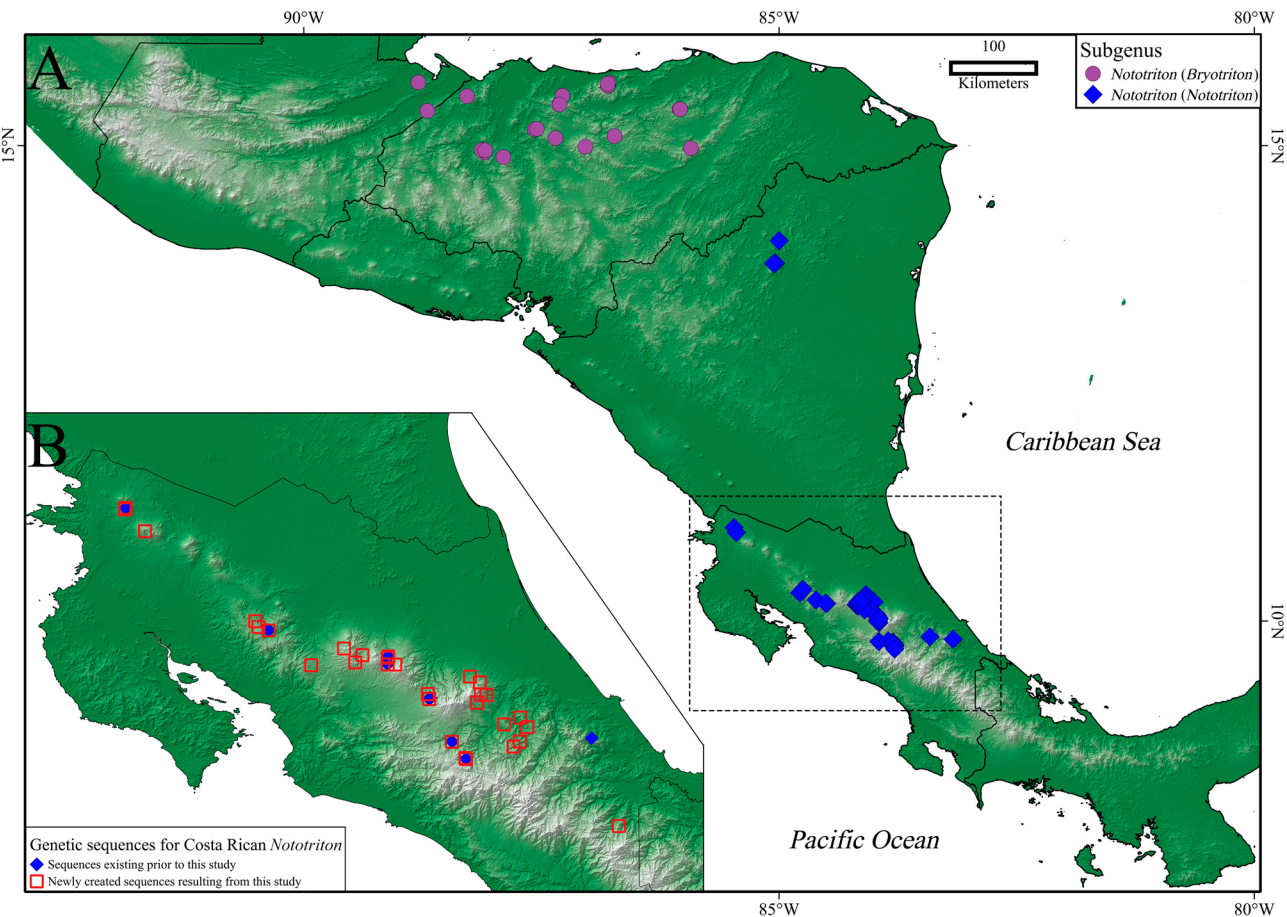 90°W
85°W
80°W
A
100
Kilometers
Subgenus
Nototriton (Bryotriton)
Nototriton (Nototriton)
15°N
15°N
Caribbean Sea
B
10°N
Pacific Ocean
Genetic sequences for Costa Rican Nototriton
Sequences existing prior to this study
Newly created sequences resulting from this study
85°W
80°W